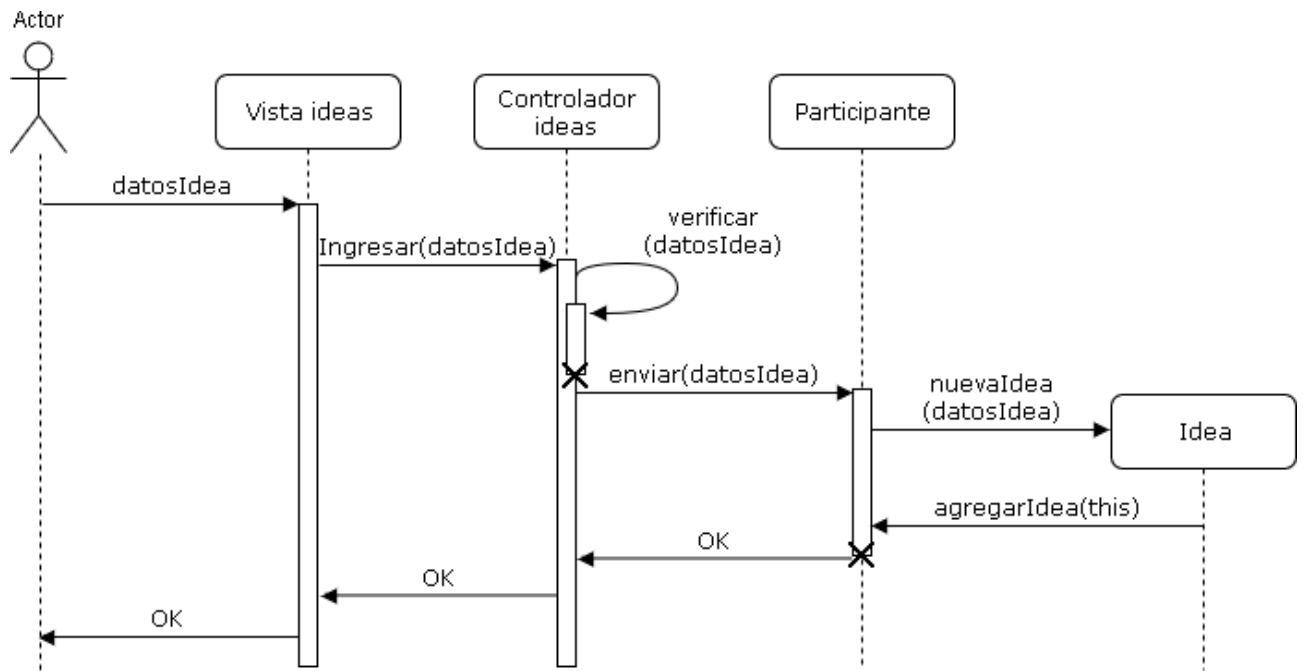 Actor
Vista ideas
Controlador
ideas
Participante
datosIdea
Ingresar(datosIdea)
verificar
(datosIdea)
enviar(datosIdea)
nuevaIdea
(datosIdea)
Idea
agregarIdea(this)
OK
OK
OK